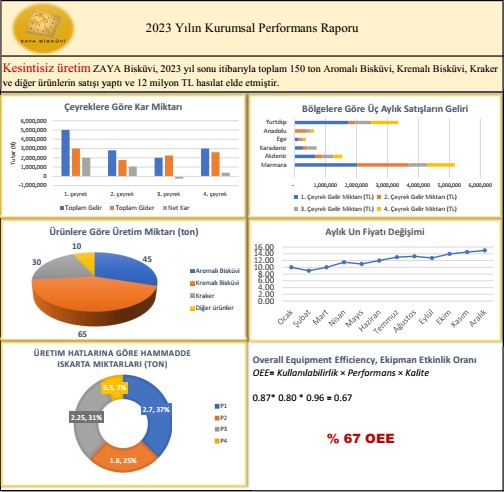 2023 Yılın Kurumsal Performans Raporu
ZAYA BİSKÜVİ
Kesintisiz üretim ZAYA Bisküvi, 2023 yıl sonu itibarıyla toplam 150 ton Aromalı Bisküvi, Kremalı Bisküvi, Kraker
ve diğer ürünlerin satışı yaptı ve 12 milyon TL hasılat elde etmiştir.
Çeyreklere Göre Kar Miktarı
Tutar (₺)
6,000,000
5,000,000
4,000,000
3,000,000
2,000,000
1,000,000
0
-1,000,000
1. çeyrek 2. çeyrek 3. çeyrek 4. çeyrek
Toplam Gelir Toplam Gider Net Kar
Bölgelere Göre Üç Aylık Satışların Geliri
Yurtdışı
Anadolu
Ege
Karadeniz
Akdeniz
Marmara
- 1,000,000 2,000,000 3,000,000 4,000,000 5,000,000 6,000,000
1. Çeyrek Gelir Miktarı (TL) 2. Çeyrek Gelir Miktarı (TL)
3. Çeyrek Gelir Miktarı (TL) 4. Çeyrek Gelir Miktarı (TL)
Ürünlere Göre Üretim Miktarı (ton)
10
30
45
65
Aromalı Bisküvi
Kremalı Bisküvi
Kraker
Diğer ürünler
Aylık Un Fiyatı Değişimi
16.00
14.00
12.00
10.00
8.00
6.00
4.00
2.00
0.00
Ocak Şubat Mart Nisan Mayıs Haziran Temmuz Ağustos Eylül Ekim Kasım Aralık
ÜRETİM HATLARINA GÖRE HAMMADDE
ISKARTA MIKTARLARI (TON)
0.5, 7%
2.7, 37%
2.25, 31%
1.8, 25%
P1
P2
P3
P4
Overall Equipment Efficiency, Ekipman Etkinlik Oranı
OEE= Kullanılabilirlik × Performans × Kalite
0.87* 0.80 * 0.96 = 0.67
% 67 OEE